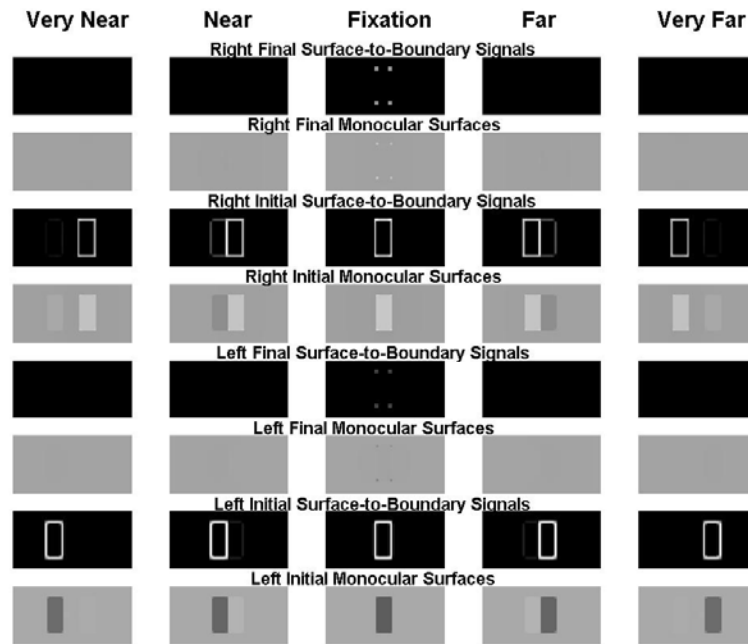 Very Near Near Fixation Far Very Far
Right Final Surface-to-Boundary Signals
Right Final Monocular Surfaces
Right Initial Surface-to-Boundary Signals
Right Initial Monocular Surfaces
Left Final Surface-to-Boundary Signals
Left Final Monocular Surfaces
Left Initial Surface-to-Boundary Signals
Left Initial Monocular Surfaces